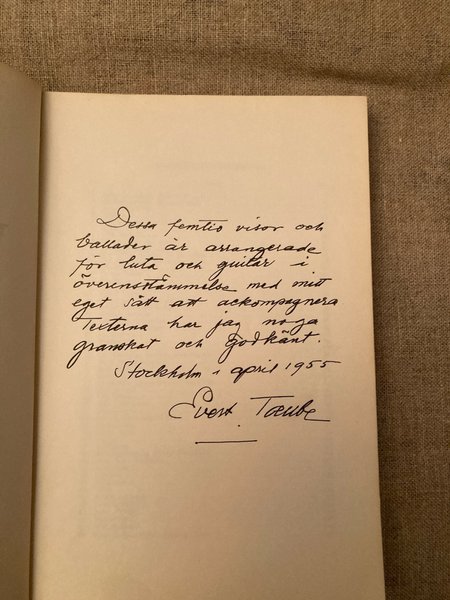 Dessa femtio visor och
ballader är arrangerade
för luta och guitar i
överensstämmelse med mitt
eget sätt att ackompagnera
Texterna har jag noga
granskat och godkänt.
Stockholm i april 1955
Evert Taube